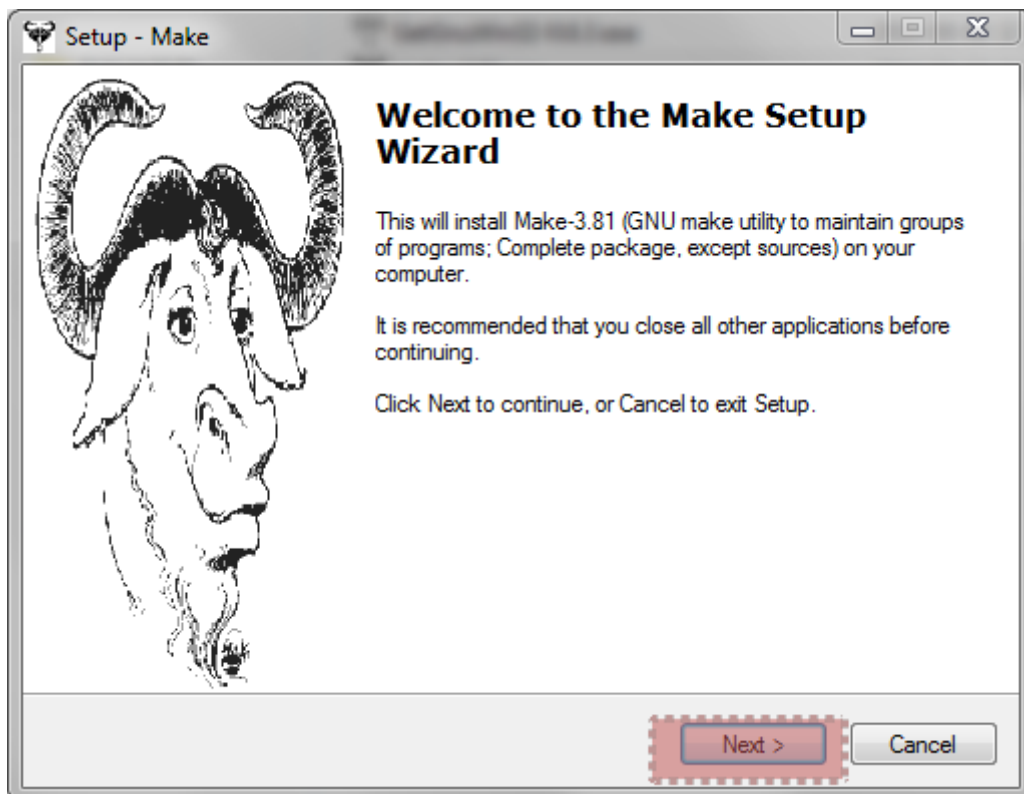 Setup - Make
Welcome to the Make Setup
Wizard
This will install Make-3.81 (GNU make utility to maintain groups
of programs; Complete package, except sources) on your
computer.
It is recommended that you close all other applications before
continuing.
Click Next to continue, or Cancel to exit Setup.
Next >
Cancel